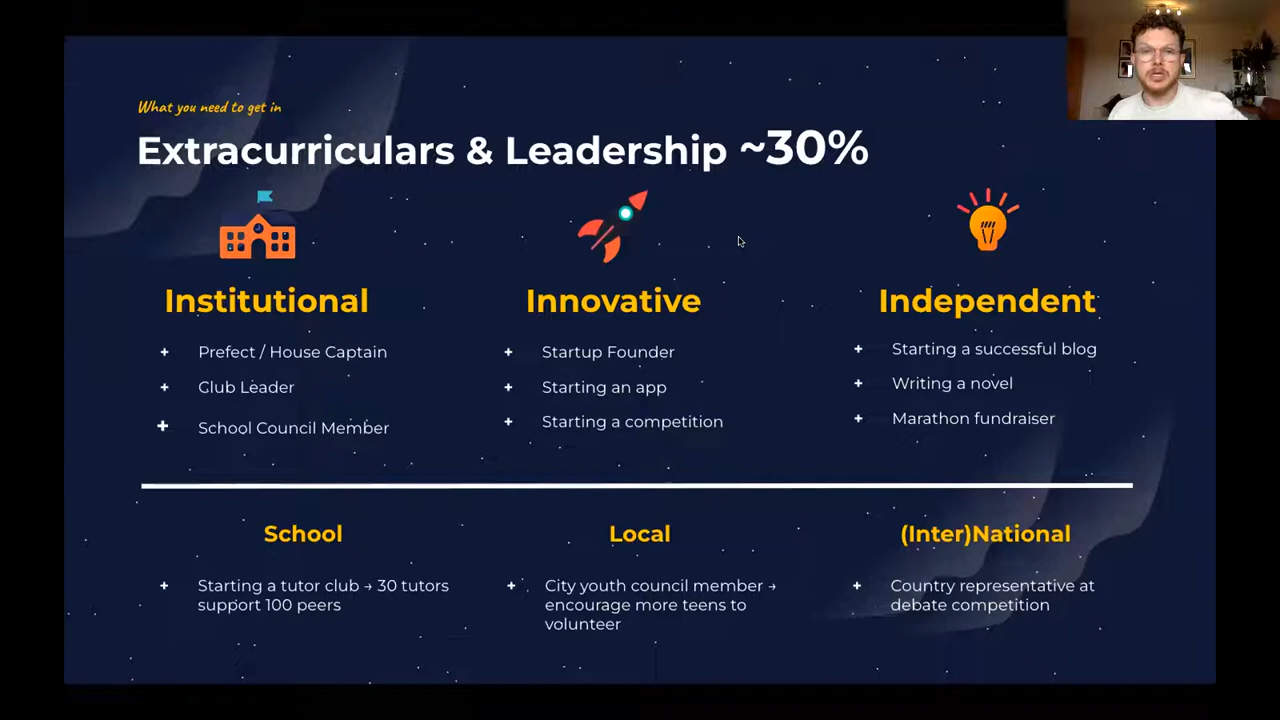 What you need to get in
Extracurriculars & Leadership ~30%
Institutional
+ Prefect / House Captain
+ Club Leader
+ School Council Member
Innovative
+ Startup Founder
+ Starting an app
+ Starting a competition
Independent
+ Starting a successful blog
+ Writing a novel
+ Marathon fundraiser
School
+ Starting a tutor club → 30 tutors
support 100 peers
Local
+ City youth council member →
encourage more teens to
volunteer
(Inter)National
+ Country representative at
debate competition